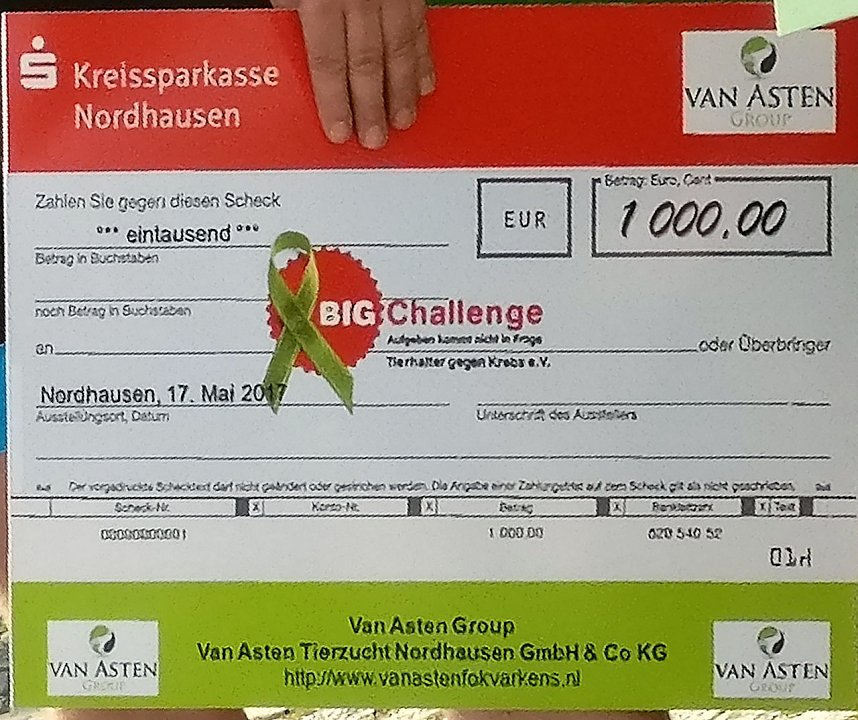 Kreissparkasse
Nordhausen
VAN ASTEN
GROUP
Zahlen Sie gegen diesen Scheck
*** eintausend ***
Betrag in Buchstaben
EUR
Betrag: Euro, Cent
1 000,00
noch Betrag in Buchstaben
BIG Challenge
Aufgeben kommt nicht in Frage
Tierhalter gegen Krebs e.V.
an
oder Überbringer
Nordhausen, 17. Mai 2017
Ausstellungsort, Datum
Unterschrift des Ausstellers
Der vorgedruckte Schecktext darf nicht geändert oder gestrichen werden. Die Angabe einer Zahlungsfrist auf dem Scheck gilt als nicht geschrieben.
Scheck-Nr. X Konto-Nr. X Betrag X Bankleitzahl X Text
00000000001 1 000,00 820 540 52
01H
VAN ASTEN
GROUP
Van Asten Group
Van Asten Tierzucht Nordhausen GmbH & Co KG
http://www.vanastenfokvarkens.nl
VAN ASTEN
GROUP